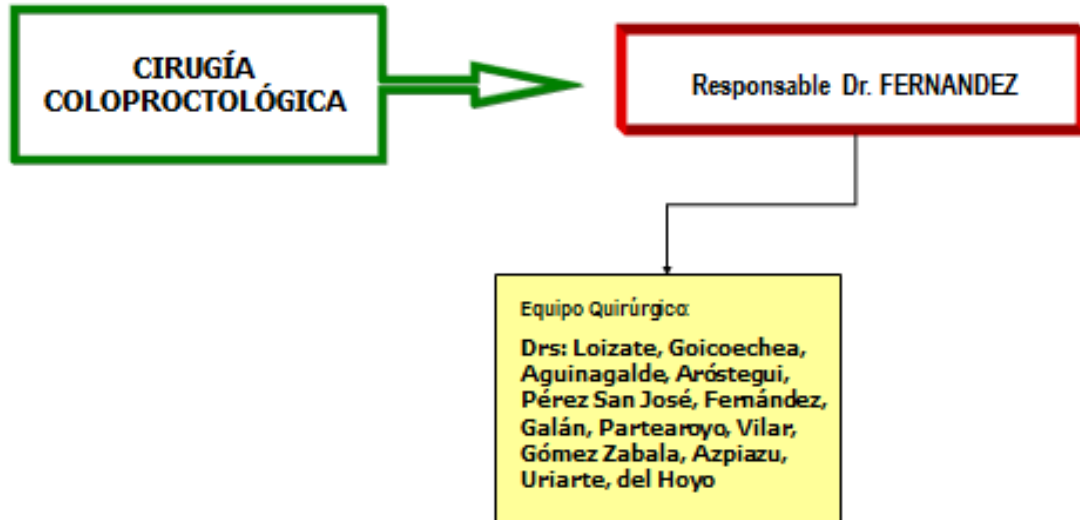 CIRUGÍA
COLOPROCTOLÓGICA
Responsable Dr. FERNANDEZ
Equipo Quirúrgico:
Drs: Loizate, Goicoechea,
Aguinagalde, Aróstegui,
Pérez San José, Fernández,
Galán, Partearoyo, Vilar,
Gómez Zabala, Azpiazu,
Uriarte, del Hoyo